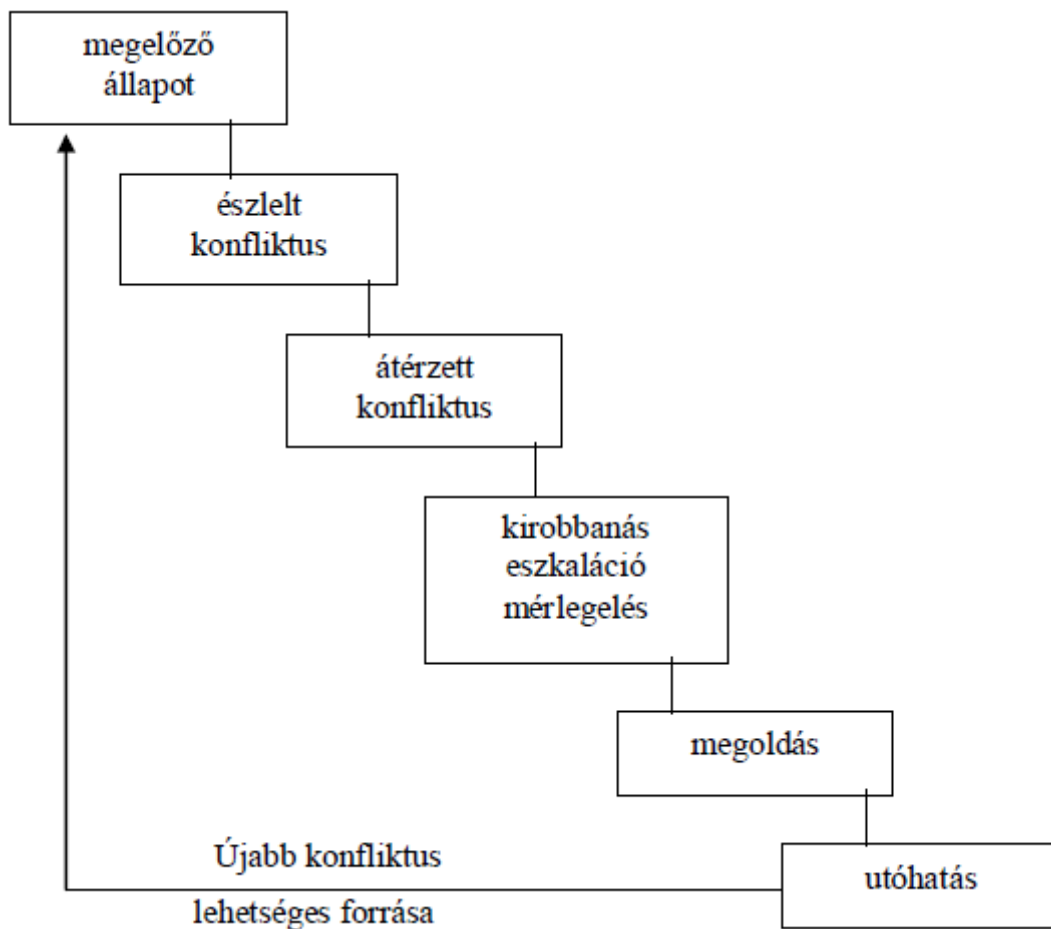 megelőző
állapot
észlelt
konfliktus
átérzett
konfliktus
kirobbanás
eszkaláció
mérlegelés
megoldás
utóhatás
Újabb konfliktus
lehetséges forrása